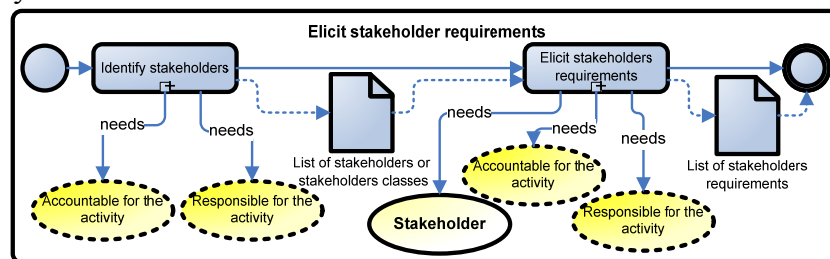 Elicit stakeholder requirements
Identify stakeholders
Elicit stakeholders
requirements
needs
needs
needs
needs
needs
List of stakeholders or
stakeholders classes
List of stakeholders
requirements
Accountable for the
activity
Responsible for the
activity
Stakeholder
Accountable for the
activity
Responsible for the
activity